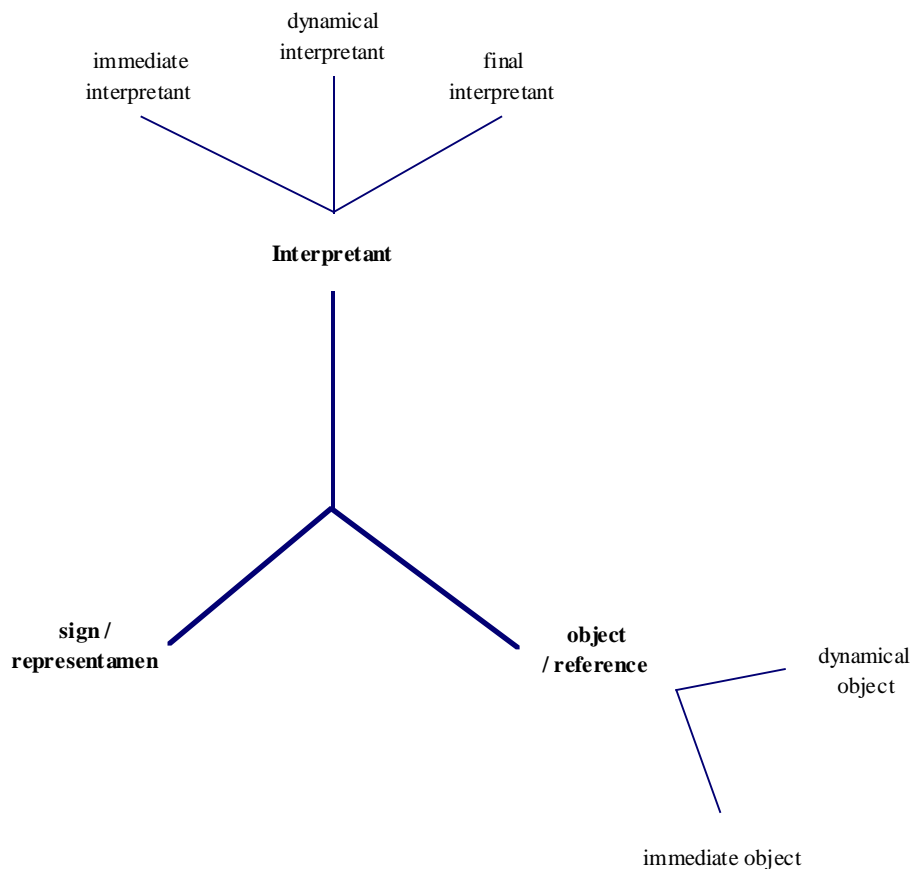 dynamical
interpretant
immediate
interpretant
final
interpretant
Interpretant
sign /
representamen
object
/ reference
dynamical
object
immediate object